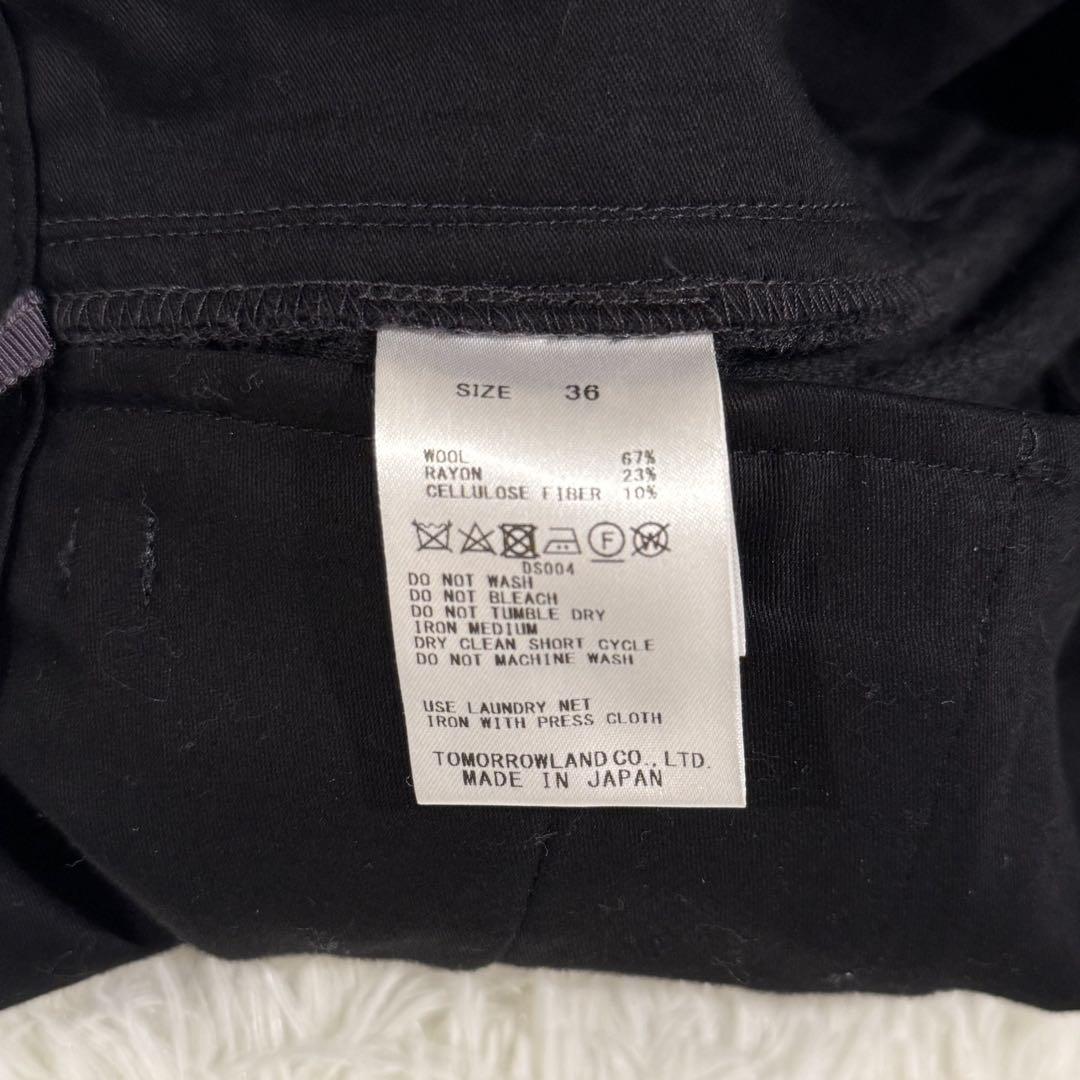 SIZE 36
WOOL 67%
RAYON 23%
CELLULOSE FIBER 10%
F W
DS004
DO NOT WASH
DO NOT BLEACH
DO NOT TUMBLE DRY
IRON MEDIUM
DRY CLEAN SHORT CYCLE
DO NOT MACHINE WASH
USE LAUNDRY NET
IRON WITH PRESS CLOTH
TOMORROWLAND CO., LTD.
MADE IN JAPAN